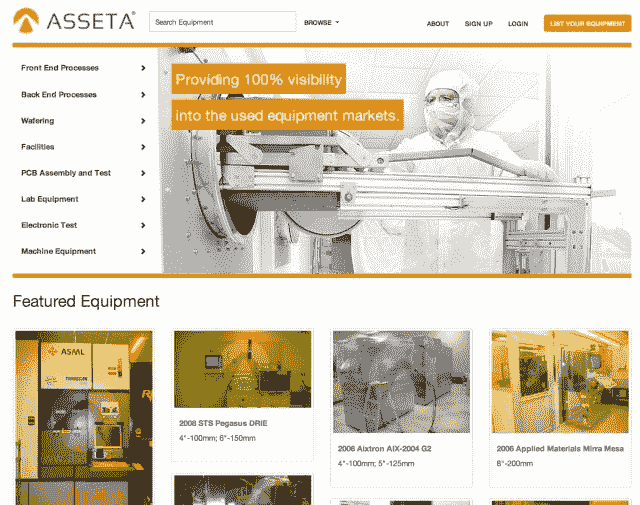 ASSETA®
Search Equipment
BROWSE
ABOUT
SIGN UP
LOGIN
LIST YOUR EQUIPMENT
Front End Processes
Back End Processes
Wafering
Facilities
PCB Assembly and Test
Lab Equipment
Electronic Test
Machine Equipment
Providing 100% visibility
into the used equipment markets.
Featured Equipment
ASML
2008 STS Pegasus DRIE
4"-100mm; 6"-150mm
2006 Aixtron AIX-2004 G2
4"-100mm; 5"-125mm
2006 Applied Materials Mirra Mesa
8"-200mm